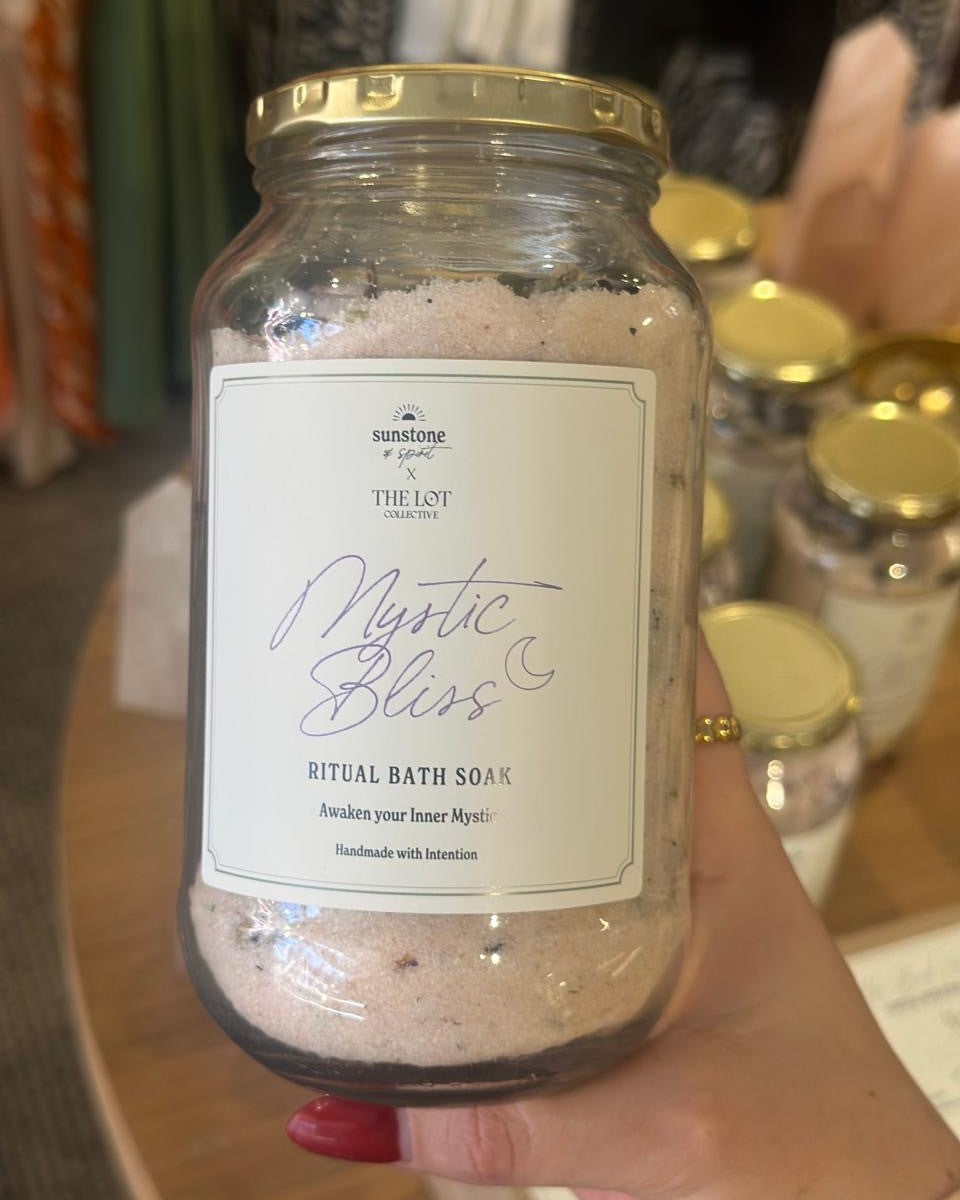 sunstone
& spirit
X
THE LOT
COLLECTIVE
Mystic
Bliss
RITUAL BATH SOAK
Awaken your Inner Mystic
Handmade with Intention